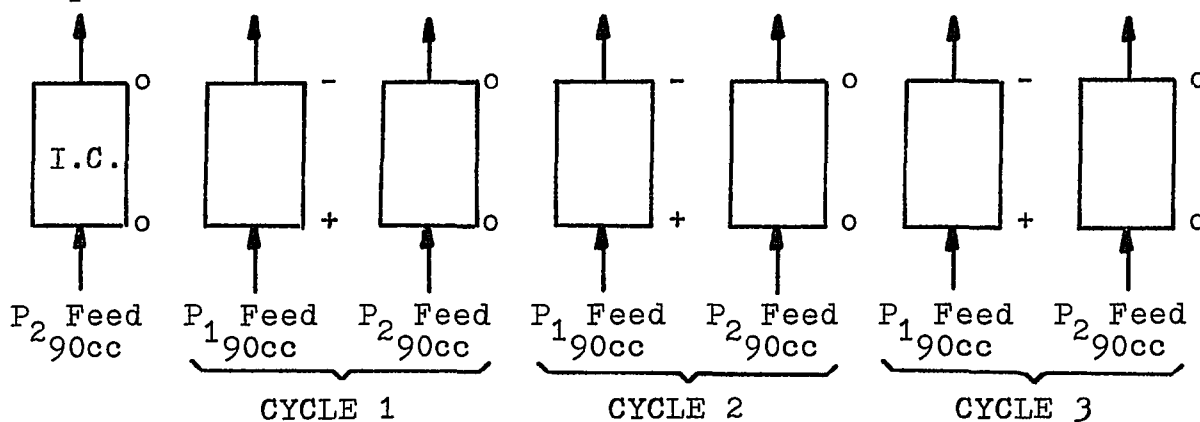 o - o - o - o
I.C.
o + o + o + o
P2 Feed P1 Feed P2 Feed P1 Feed P2 Feed P1 Feed P2 Feed
90cc 90cc 90cc 90cc 90cc 90cc 90cc
CYCLE 1 CYCLE 2 CYCLE 3